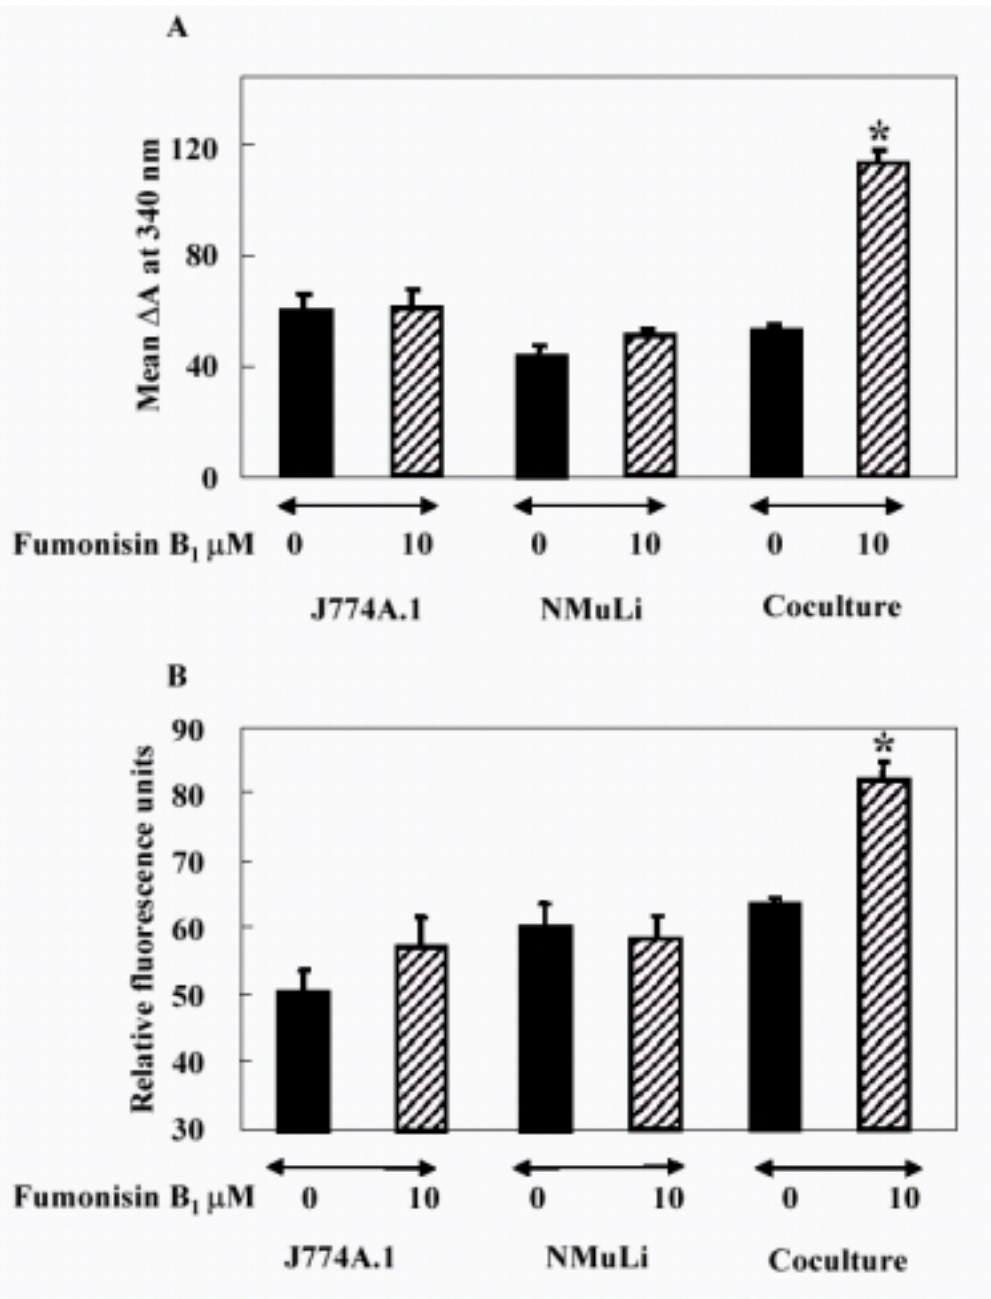 A
Mean ΔA at 340 nm
120
80
40
0
*
Fumonisin B1 μM 0 10 0 10 0 10
J774A.1 NMuLi Coculture
B
Relative fluorescence units
90
80
70
60
50
40
30
*
Fumonisin B1 μM 0 10 0 10 0 10
J774A.1 NMuLi Coculture